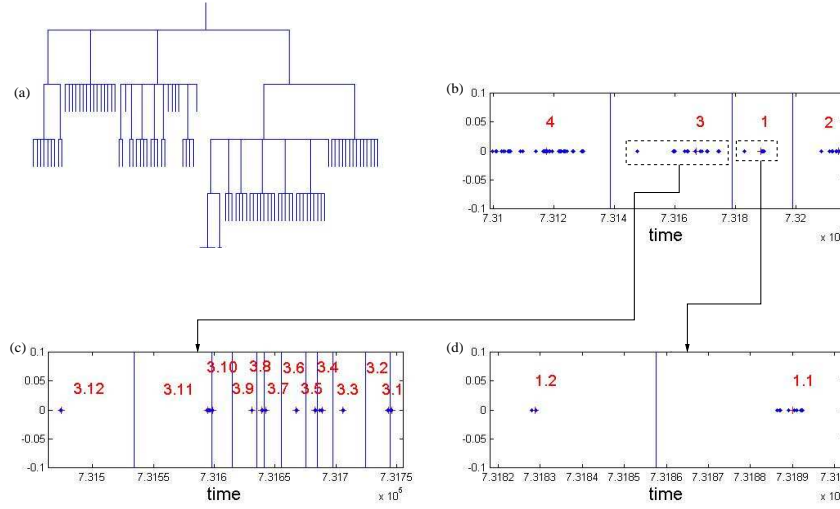 (a)
(b)
0.1
0.05
0
-0.05
-0.1
4
3
1
2
7.31 7.312 7.314 7.316 7.318 7.32
time
x 10
(c)
0.1
0.05
0
-0.05
-0.1
3.10 3.8 3.6 3.4 3.2
3.12 3.11 3.9 3.7 3.5 3.3 3.1
7.315 7.3155 7.316 7.3165 7.317 7.3175
time
x 10⁵
(d)
0.1
0.05
0
-0.05
-0.1
1.2
1.1
7.3182 7.3183 7.3184 7.3185 7.3186 7.3187 7.3188 7.3189 7.319
time
x 10